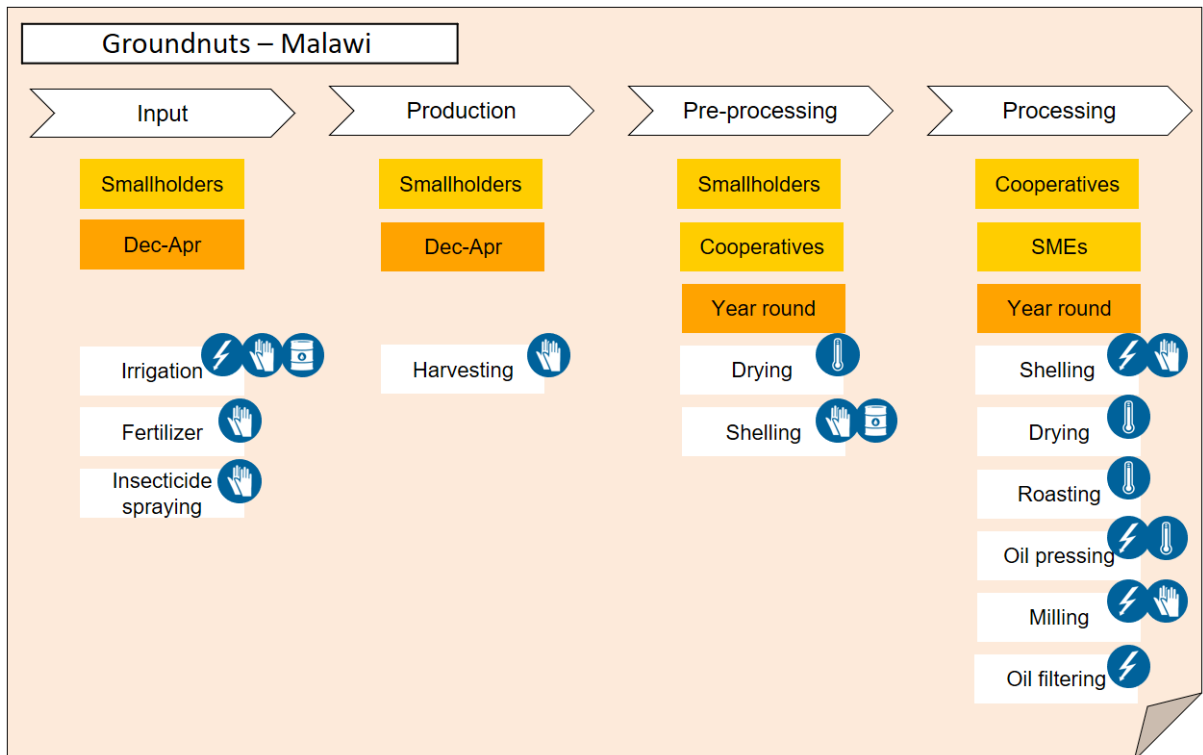 Groundnuts – Malawi
Input
Production
Pre-processing
Processing
Smallholders
Smallholders
Smallholders
Cooperatives
Dec-Apr
Dec-Apr
Cooperatives
SMEs
Year round
Year round
Irrigation
Harvesting
Drying
Shelling
Fertilizer
Shelling
Drying
Insecticide
spraying
Roasting
Oil pressing
Milling
Oil filtering